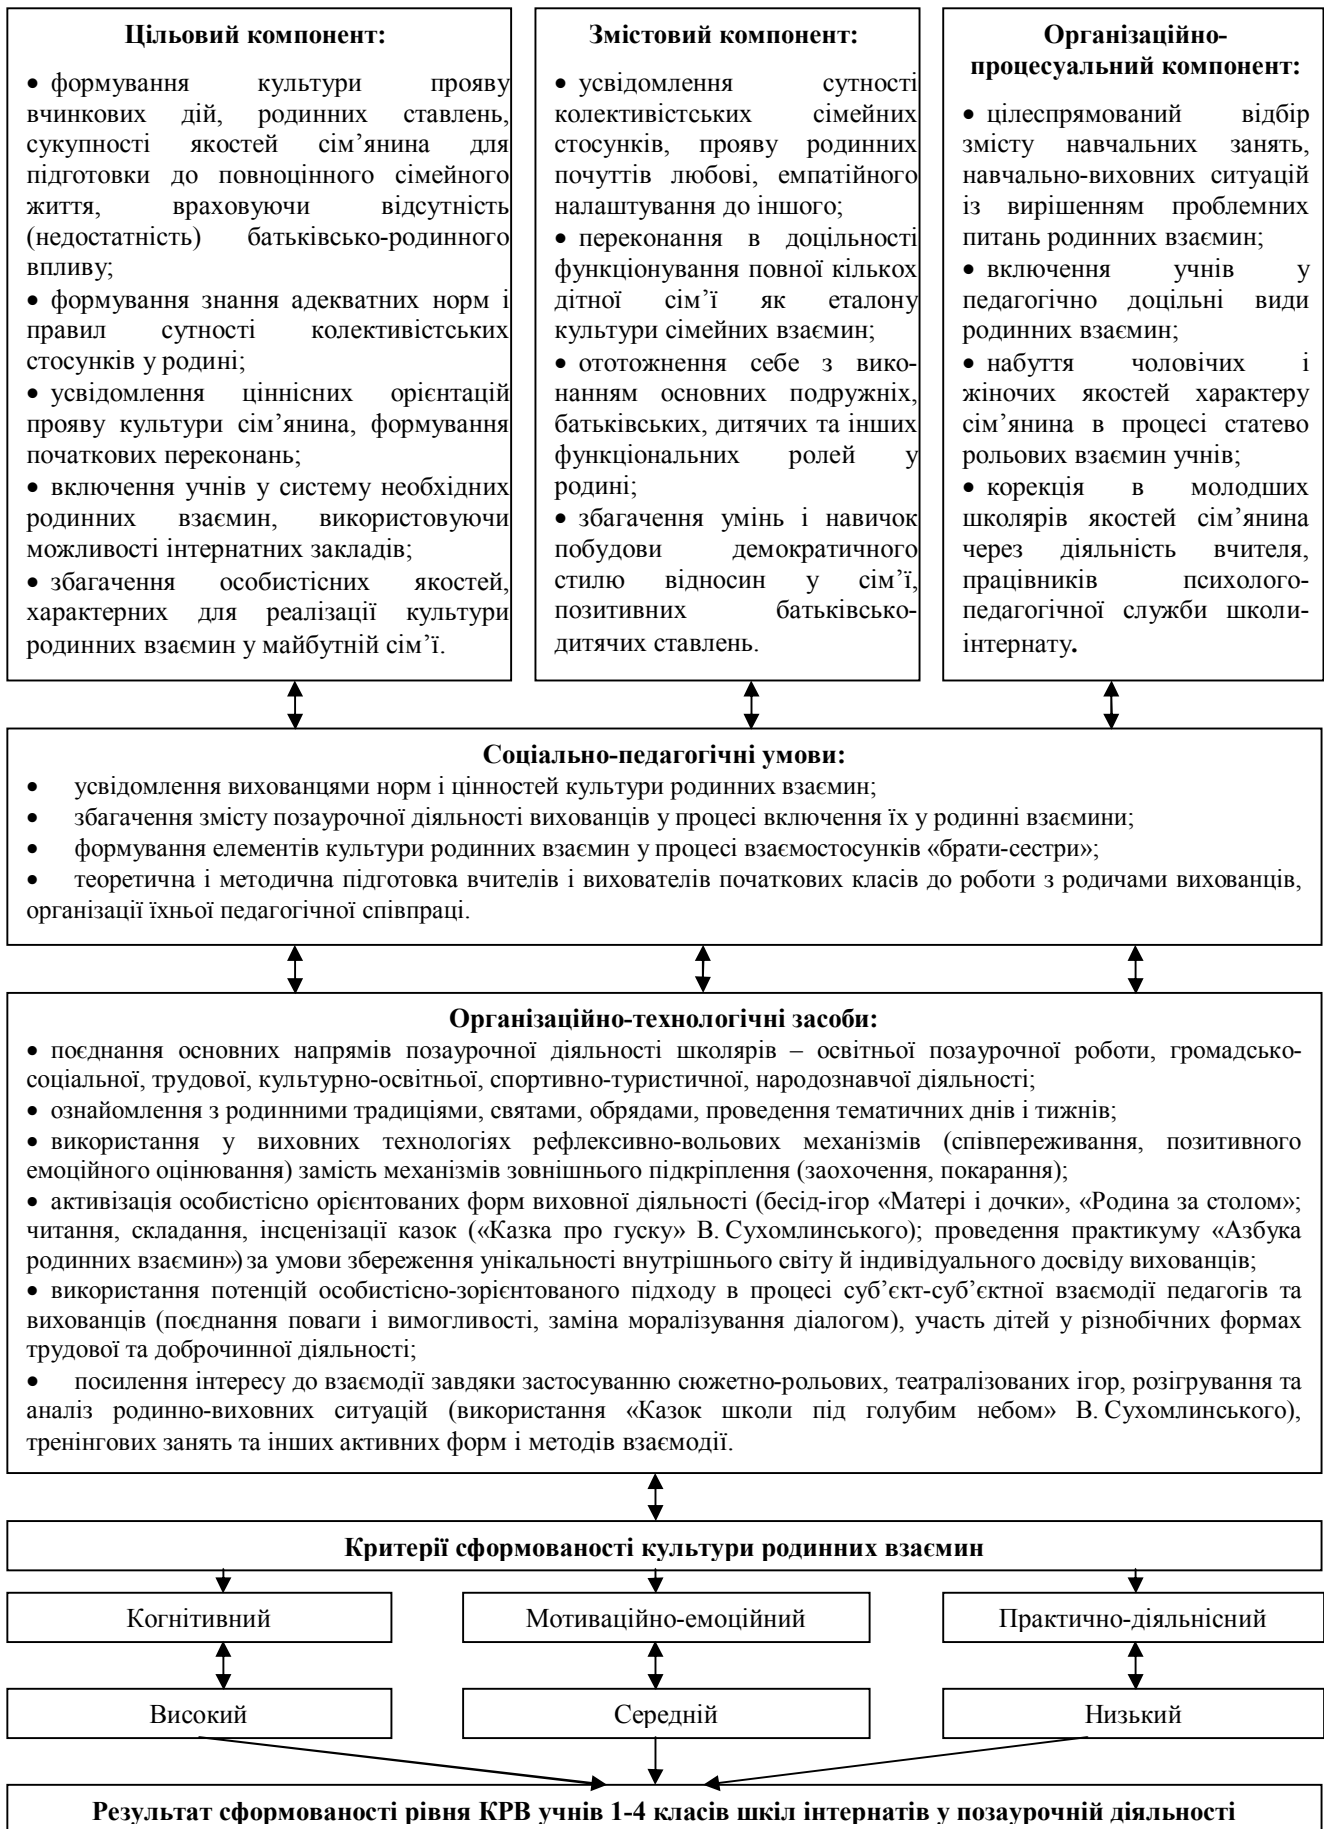 Цільовий компонент:
• формування культури прояву
вчинкових дій, родинних ставлень,
сукупності якостей сім’янина для
підготовки до повноцінного сімейного
життя, враховуючи відсутність
(недостатність) батьківсько-родинного
впливу;
• формування знання адекватних норм і
правил сутності колективістських
стосунків у родині;
• усвідомлення ціннісних орієнтацій
прояву культури сім’янина, формування
початкових переконань;
• включення учнів у систему необхідних
родинних взаємин, використовуючи
можливості інтернатних закладів;
• збагачення особистісних якостей,
характерних для реалізації культури
родинних взаємин у майбутній сім’ї.
Змістовий компонент:
• усвідомлення сутності
колективістських сімейних
стосунків, прояву родинних
почуттів любові, емпатійного
налаштування до іншого;
• переконання в доцільності
функціонування повної кількох
дітної сім’ї як еталону
культури сімейних взаємин;
• ототожнення себе з вико-
нанням основних подружніх,
батьківських, дитячих та інших
функціональних ролей у
родині;
• збагачення умінь і навичок
побудови демократичного
стилю відносин у сім’ї,
позитивних батьківсько-
дитячих ставлень.
Організаційно-
процесуальний компонент:
• цілеспрямований відбір
змісту навчальних занять,
навчально-виховних ситуацій
із вирішенням проблемних
питань родинних взаємин;
• включення учнів у
педагогічно доцільні види
родинних взаємин;
• набуття чоловічих і
жіночих якостей характеру
сім’янина в процесі статево
рольових взаємин учнів;
• корекція в молодших
школярів якостей сім’янина
через діяльність вчителя,
працівників психолого-
педагогічної служби школи-
інтернату.
Соціально-педагогічні умови:
• усвідомлення вихованцями норм і цінностей культури родинних взаємин;
• збагачення змісту позаурочної діяльності вихованців у процесі включення їх у родинні взаємини;
• формування елементів культури родинних взаємин у процесі взаємостосунків «брати-сестри»;
• теоретична і методична підготовка вчителів і вихователів початкових класів до роботи з родичами вихованців,
організації їхньої педагогічної співпраці.
Організаційно-технологічні засоби:
• поєднання основних напрямів позаурочної діяльності школярів – освітньої позаурочної роботи, громадсько-
соціальної, трудової, культурно-освітньої, спортивно-туристичної, народознавчої діяльності;
• ознайомлення з родинними традиціями, святами, обрядами, проведення тематичних днів і тижнів;
• використання у виховних технологіях рефлексивно-вольових механізмів (співпереживання, позитивного
емоційного оцінювання) замість механізмів зовнішнього підкріплення (заохочення, покарання);
• активізація особистісно орієнтованих форм виховної діяльності (бесід-ігор «Матері і дочки», «Родина за столом»;
читання, складання, інсценізації казок («Казка про гуску» В. Сухомлинського); проведення практикуму «Азбука
родинних взаємин») за умови збереження унікальності внутрішнього світу й індивідуального досвіду вихованців;
• використання потенцій особистісно-зорієнтованого підходу в процесі суб’єкт-суб’єктної взаємодії педагогів та
вихованців (поєднання поваги і вимогливості, заміна моралізування діалогом), участь дітей у різнобічних формах
трудової та доброчинної діяльності;
• посилення інтересу до взаємодії завдяки застосуванню сюжетно-рольових, театралізованих ігор, розігрування та
аналіз родинно-виховних ситуацій (використання «Казок школи під голубим небом» В. Сухомлинського),
тренінгових занять та інших активних форм і методів взаємодії.
Критерії сформованості культури родинних взаємин
Когнітивний
Мотиваційно-емоційний
Практично-діяльнісний
Високий
Середній
Низький
Результат сформованості рівня КРВ учнів 1-4 класів шкіл інтернатів у позаурочній діяльності